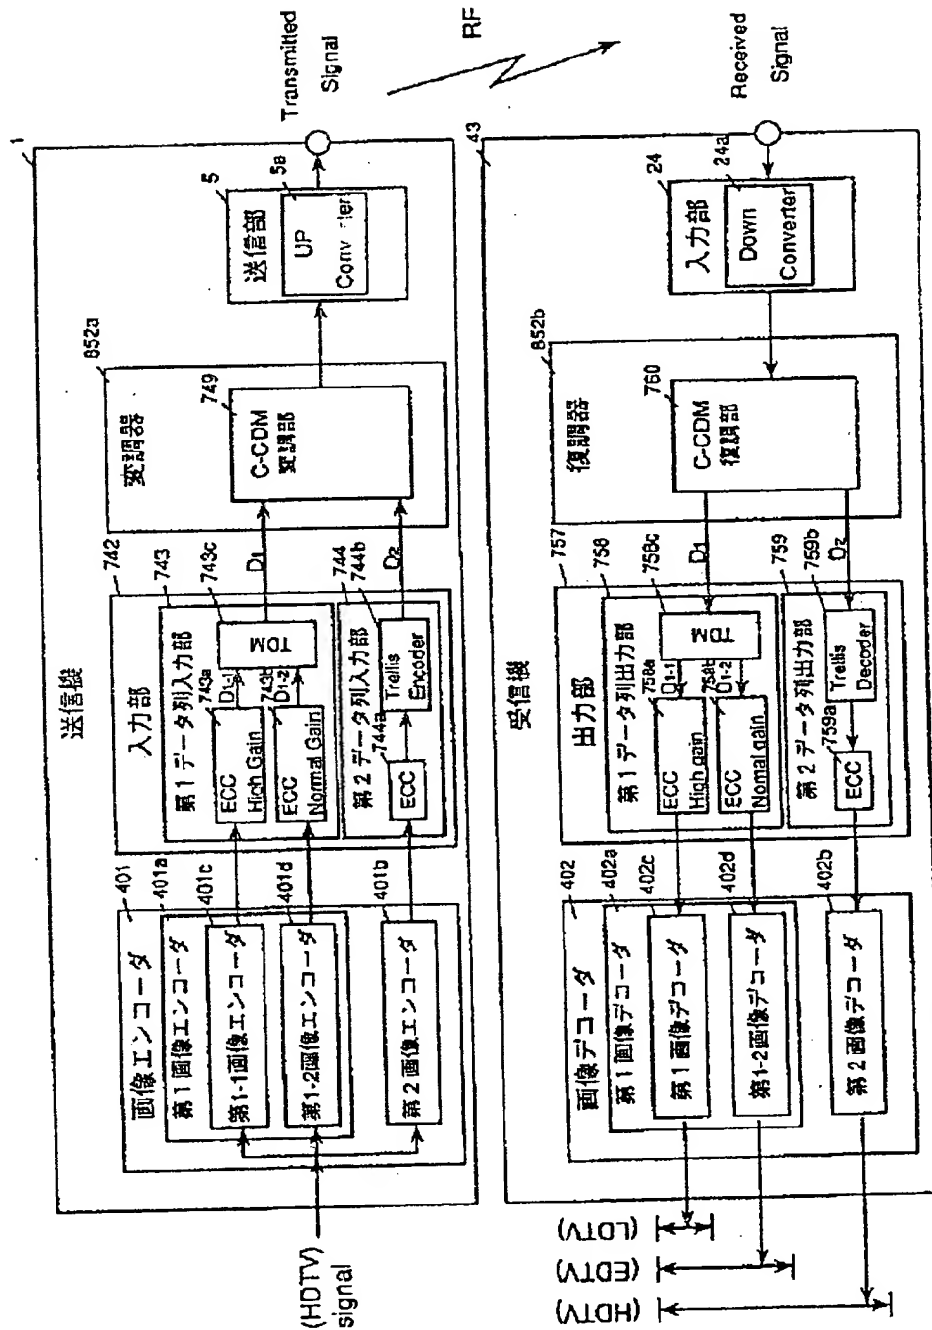 送信機
1
画像エンコーダ
401
第1画像エンコーダ
401a
第1-1画像エンコーダ
401c
第1-2画像エンコーダ
401d
第2画像エンコーダ
401b
(HDTV)
signal
入力部
742
第1データ列入力部
743
ECC
High Gain
743a
D1-1
ECC
Normal Gain
743b
D1-2
TDM
743c
第2データ列入力部
744
ECC
744a
Trellis
Encoder
744b
D1
D2
変調器
852a
C-CDM
変調部
749
送信部
5
UP
Converter
5a
Transmitted
Signal
RF
受信機
43
画像デコーダ
402
第1画像デコーダ
402a
第1画像デコーダ
402c
第1-2画像デコーダ
402d
第2画像デコーダ
402b
(LDTV)
(EDTV)
(HDTV)
出力部
757
第1データ列出力部
758
ECC
High gain
758a
D1-1
ECC
Nomal gain
758b
D1-2
TDM
758c
第2データ列出力部
759
ECC
759a
Trellis
Decoder
759b
D1
D2
復調器
852b
C-CDM
復調部
760
入力部
24
Down
Converter
24a
Received
Signal